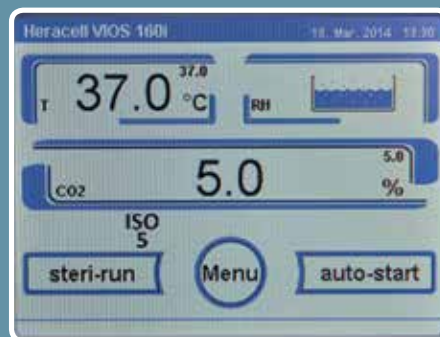 Heracell VIOS 160i 18. Mar. 2014 13:30
37.0
T 37.0 °C RH
5.0
CO2 5.0 %
ISO
5
steri-run Menu auto-start